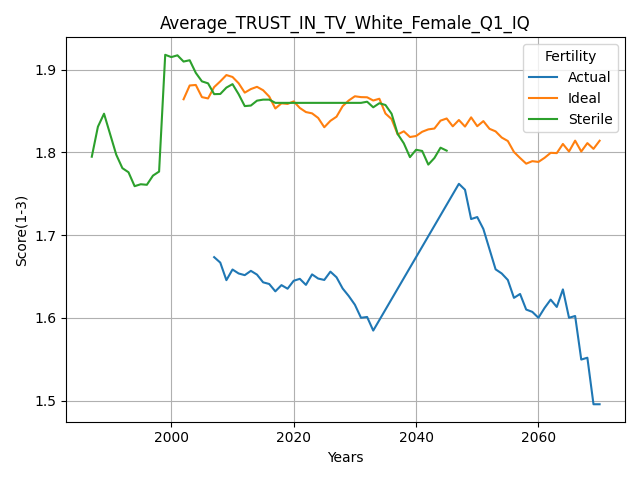 Average_TRUST_IN_TV_White_Female_Q1_IQ
Fertility
Actual
Ideal
Sterile
Score(1-3)
1.9
1.8
1.7
1.6
1.5
2000
2020
2040
2060
Years